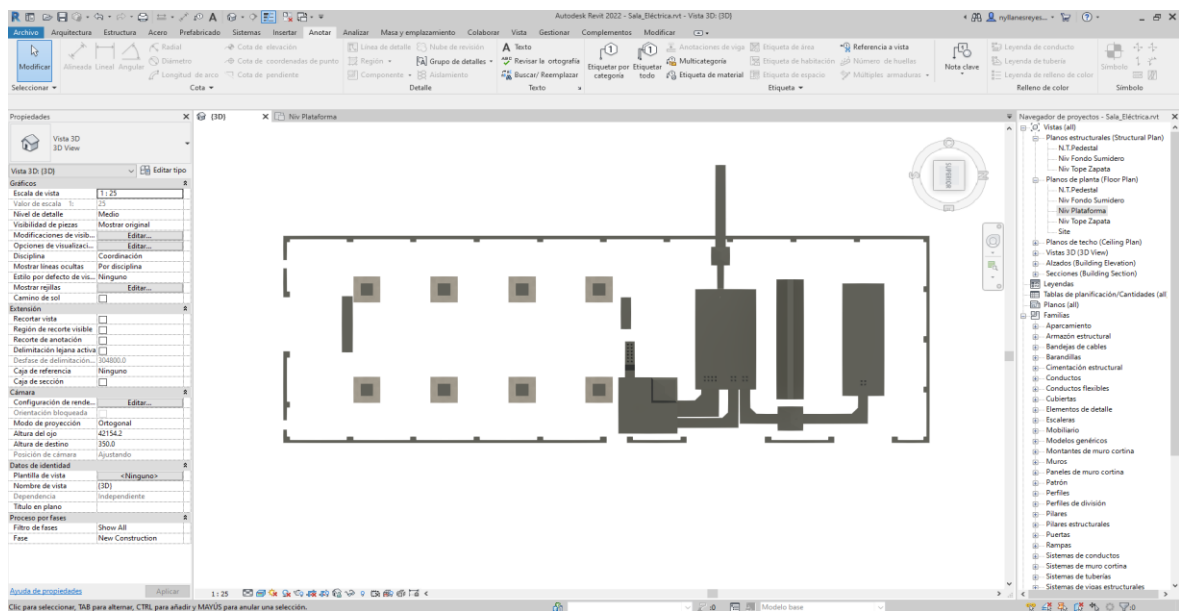 Autodesk Revit 2022 - Sala_Eléctrica.rvt - Vista 3D: {3D}
nyllanesreyes...
Archivo Arquitectura Estructura Acero Prefabricado Sistemas Insertar Anotar Analizar Masa y emplazamiento Colaborar Vista Gestionar Complementos Modificar
Modificar
Alineada Lineal Angular
Radial
Diámetro
Longitud de arco
Cota de elevación
Cota de coordenadas de punto
Cota de pendiente
Línea de detalle
Región
Componente
Nube de revisión
Grupo de detalles
Aislamiento
A Texto
Revisar la ortografía
Buscar/ Reemplazar
Etiquetar por categoría
Etiquetar todo
Anotaciones de viga
Multicategoría
Etiqueta de material
Etiqueta de área
Etiqueta de habitación
Etiqueta de espacio
Referencia a vista
Número de huellas
Múltiples armaduras
Nota clave
Leyenda de conducto
Leyenda de tubería
Leyenda de relleno de color
Símbolo
Seleccionar Cota Detalle Texto Etiqueta Relleno de color Símbolo
Propiedades
Vista 3D
3D View
Vista 3D: {3D} Editar tipo
Gráficos
Escala de vista 1 : 25
Valor de escala 1: 25
Nivel de detalle Medio
Visibilidad de piezas Mostrar original
Modificaciones de visib... Editar...
Opciones de visualizaci... Editar...
Disciplina Coordinación
Mostrar líneas ocultas Por disciplina
Estilo por defecto de vis... Ninguno
Mostrar rejillas Editar...
Camino de sol
Extensión
Recortar vista
Región de recorte visible
Recorte de anotación
Delimitación lejana activa
Desfase de delimitación... 304800.0
Caja de referencia Ninguno
Caja de sección
Cámara
Configuración de rende... Editar...
Orientación bloqueada
Modo de proyección Ortogonal
Altura del ojo 42154.2
Altura de destino 350.0
Posición de cámara Ajustando
Datos de identidad
Plantilla de vista <Ninguno>
Nombre de vista {3D}
Dependencia Independiente
Título en plano
Proceso por fases
Filtro de fases Show All
Fase New Construction
Ayuda de propiedades Aplicar
{3D} Niv Plataforma
SUPERIOR
1 : 25
Navegador de proyectos - Sala_Eléctrica.rvt
Vistas (all)
Planos estructurales (Structural Plan)
N.T.Pedestal
Niv Fondo Sumidero
Niv Tope Zapata
Planos de planta (Floor Plan)
N.T.Pedestal
Niv Fondo Sumidero
Niv Plataforma
Niv Tope Zapata
Site
Planos de techo (Ceiling Plan)
Vistas 3D (3D View)
Alzados (Building Elevation)
Secciones (Building Section)
Leyendas
Tablas de planificación/Cantidades (all
Planos (all)
Familias
Aparcamiento
Armazón estructural
Bandejas de cables
Barandillas
Cimentación estructural
Conductos
Conductos flexibles
Cubiertas
Elementos de detalle
Escaleras
Mobiliario
Modelos genéricos
Montantes de muro cortina
Muros
Paneles de muro cortina
Patrón
Perfiles
Perfiles de división
Pilares
Pilares estructurales
Puertas
Rampas
Sistemas de conductos
Sistemas de muro cortina
Sistemas de tuberías
Sistemas de vigas estructurales
Clic para seleccionar, TAB para alternar, CTRL para añadir y MAYÚS para anular una selección.
:0 Modelo base :0